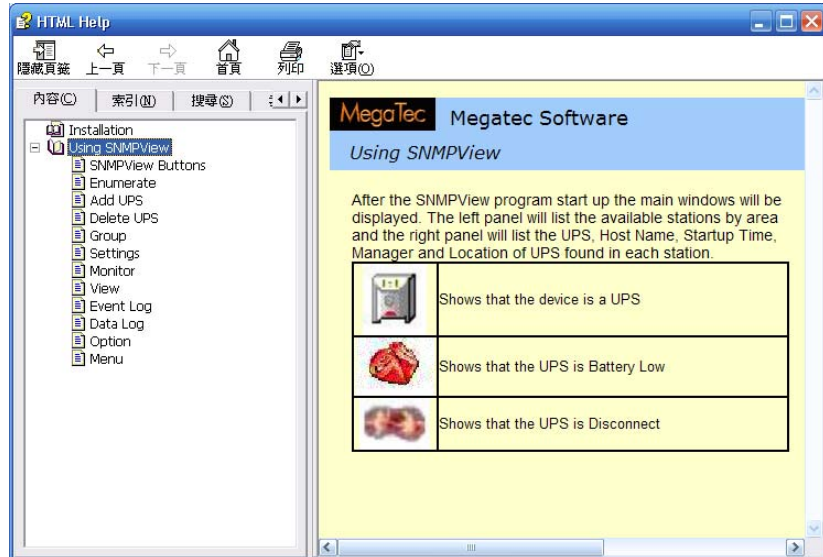 HTML Help
隱藏頁籤 上一頁 下一頁 首頁 列印 選項(O)
內容(C) 索引(N) 搜尋(S)
Installation
Using SNMPView
SNMPView Buttons
Enumerate
Add UPS
Delete UPS
Group
Settings
Monitor
View
Event Log
Data Log
Option
Menu
MegaTec Megatec Software
Using SNMPView
After the SNMPView program start up the main windows will be
displayed. The left panel will list the available stations by area
and the right panel will list the UPS, Host Name, Startup Time,
Manager and Location of UPS found in each station.
Shows that the device is a UPS
Shows that the UPS is Battery Low
Shows that the UPS is Disconnect